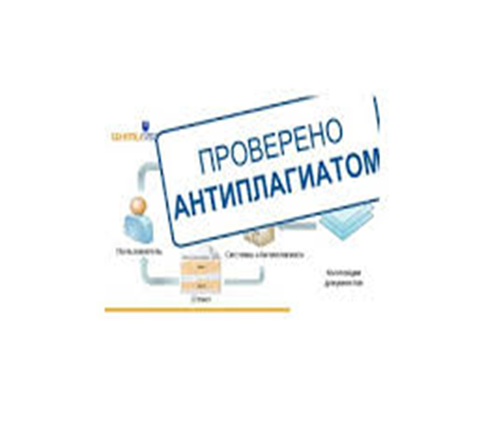 ПРОВЕРЕНО
АНТИПЛАГИАТОМ
Пользователь
Система «Антиплагиат»
Коллекции
документов
Отчет